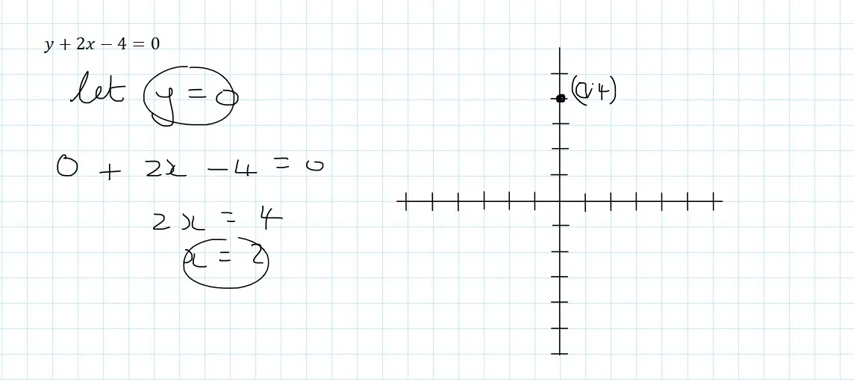 y + 2x − 4 = 0
let y = 0
0 + 2x − 4 = 0
2x = 4
x = 2
(0;4)